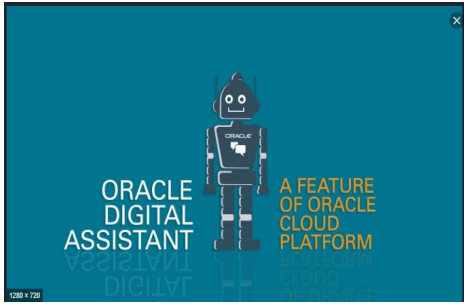 ORACLE
ORACLE
DIGITAL
ASSISTANT
A FEATURE
OF ORACLE
CLOUD
PLATFORM
1280 × 720